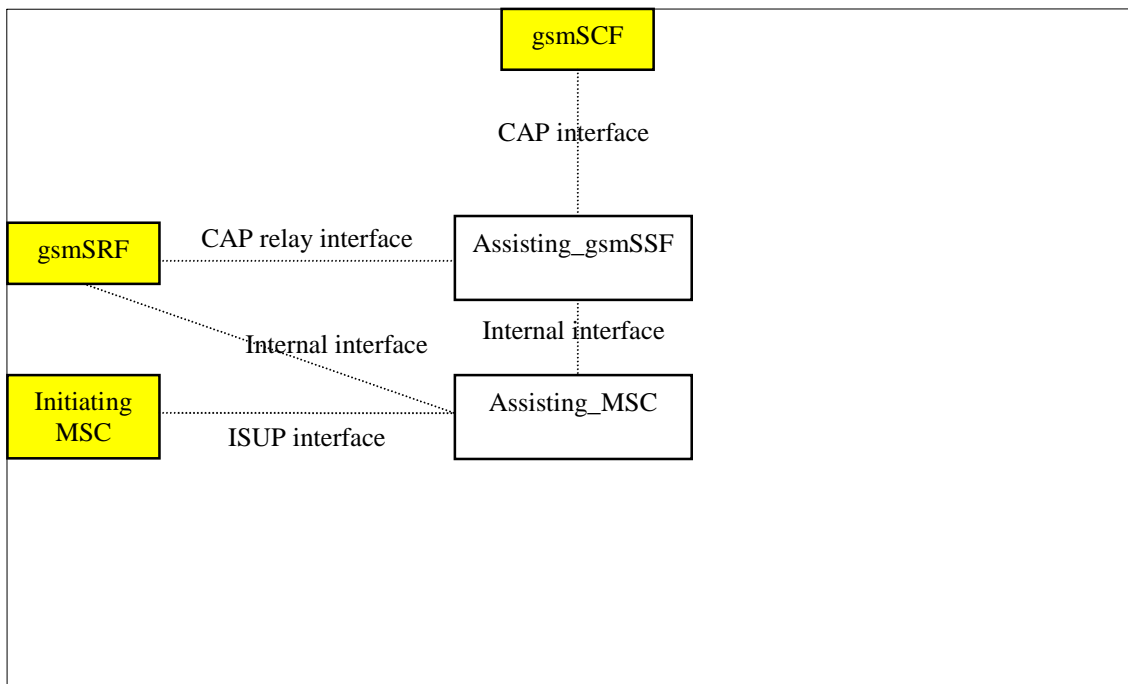 gsmSCF
CAP interface
gsmSRF
CAP relay interface
Assisting_gsmSSF
Internal interface
Internal interface
Initiating
MSC
Assisting_MSC
ISUP interface